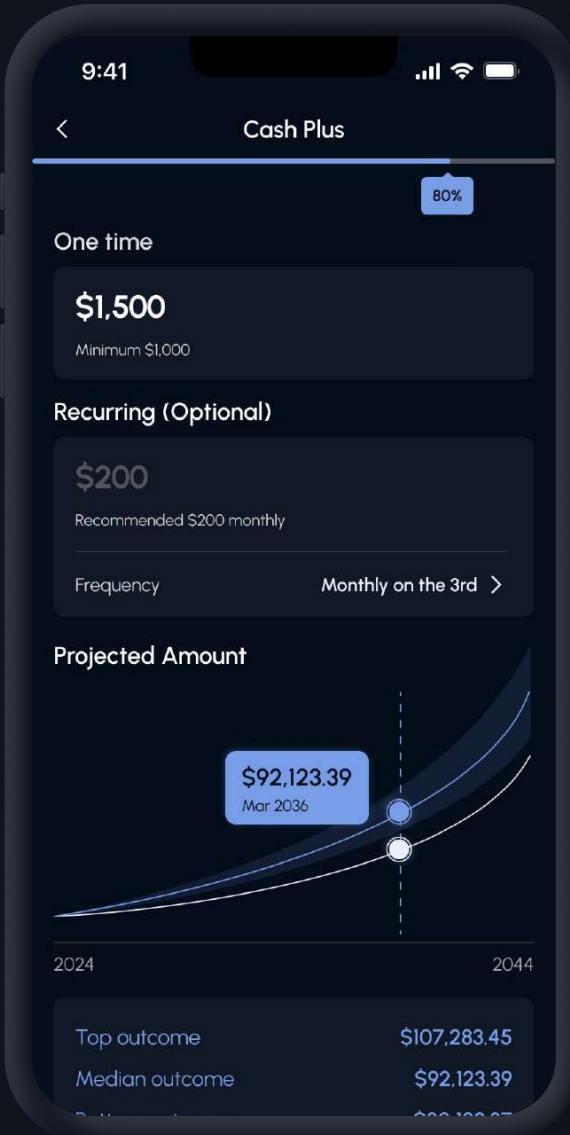 9:41
Cash Plus
80%
One time
$1,500
Minimum $1,000
Recurring (Optional)
$200
Recommended $200 monthly
Frequency Monthly on the 3rd
Projected Amount
$92,123.39
Mar 2036
2024 2044
Top outcome $107,283.45
Median outcome $92,123.39